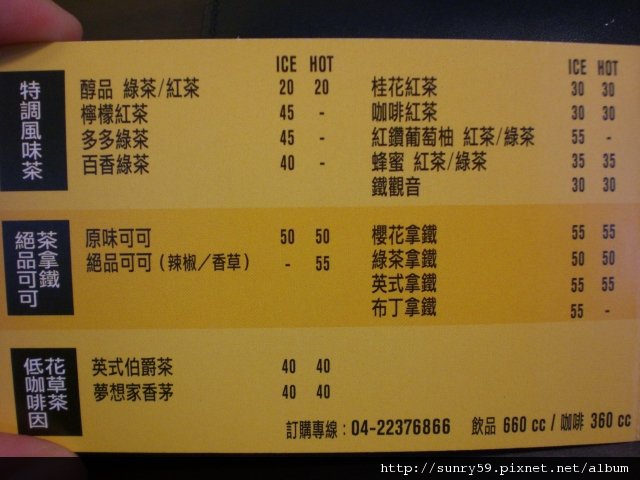 ICE HOT
ICE HOT
特調風味茶
醇品 綠茶/紅茶 20 20
檸檬紅茶 45 -
多多綠茶 45 -
百香綠茶 40 -
桂花紅茶 30 30
咖啡紅茶 30 30
紅鑽葡萄柚 紅茶/綠茶 55 -
蜂蜜 紅茶/綠茶 35 35
鐵觀音 30 30
茶拿鐵
絕品可可
原味可可 50 50
絕品可可(辣椒/香草) - 55
櫻花拿鐵 55 55
綠茶拿鐵 50 50
英式拿鐵 55 55
布丁拿鐵 55 -
花草茶
低咖啡因
英式伯爵茶 40 40
夢想家香茅 40 40
訂購專線:04-22376866 飲品 660 cc / 咖啡 360 cc
http://sunry59.pixnet.net/album